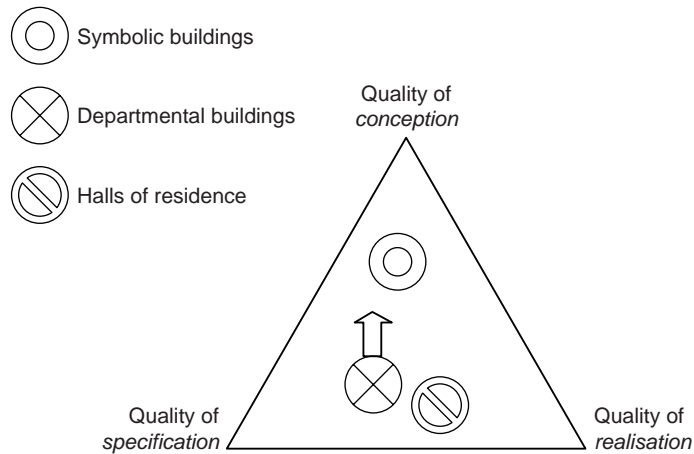 Symbolic buildings
Departmental buildings
Halls of residence
Quality of
conception
Quality of
specification
Quality of
realisation